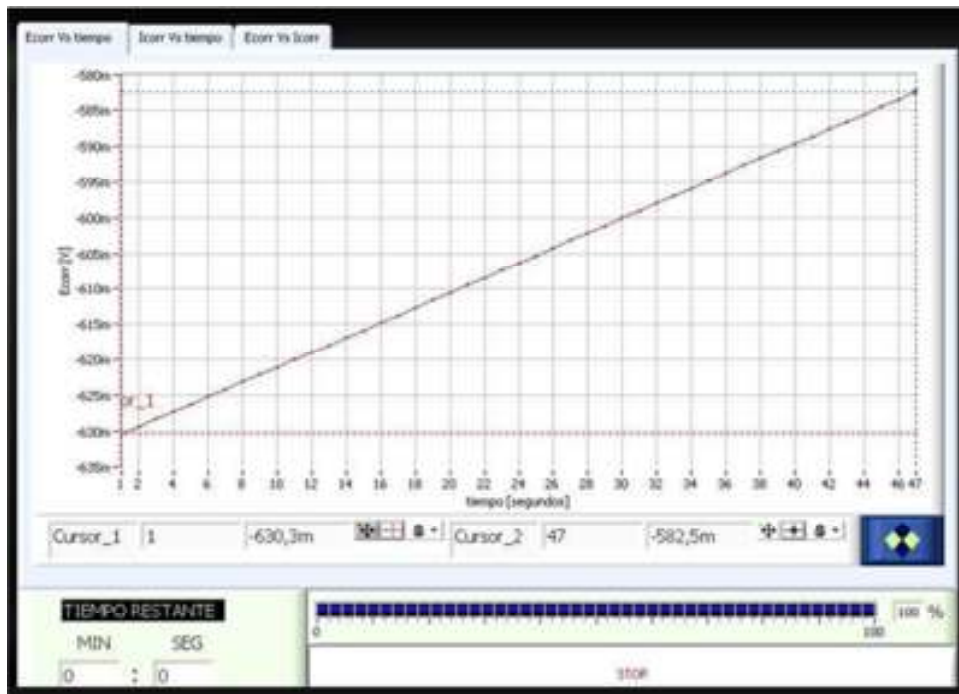 Ecorr Vs tiempo Icorr Vs tiempo Ecorr Vs Icorr
-580m
-585m
-590m
-595m
-600m
-605m
-610m
-615m
-620m
-625m
-630m
-635m
Ecorr [V]
or_1
1 2 4 6 8 10 12 14 16 18 20 22 24 26 28 30 32 34 36 38 40 42 44 46 47
tiempo [segundos]
Cursor_1 1 -630,3m Cursor_2 47 -582,5m
TIEMPO RESTANTE
MIN SEG
0 : 0
0 100
100 %
STOP